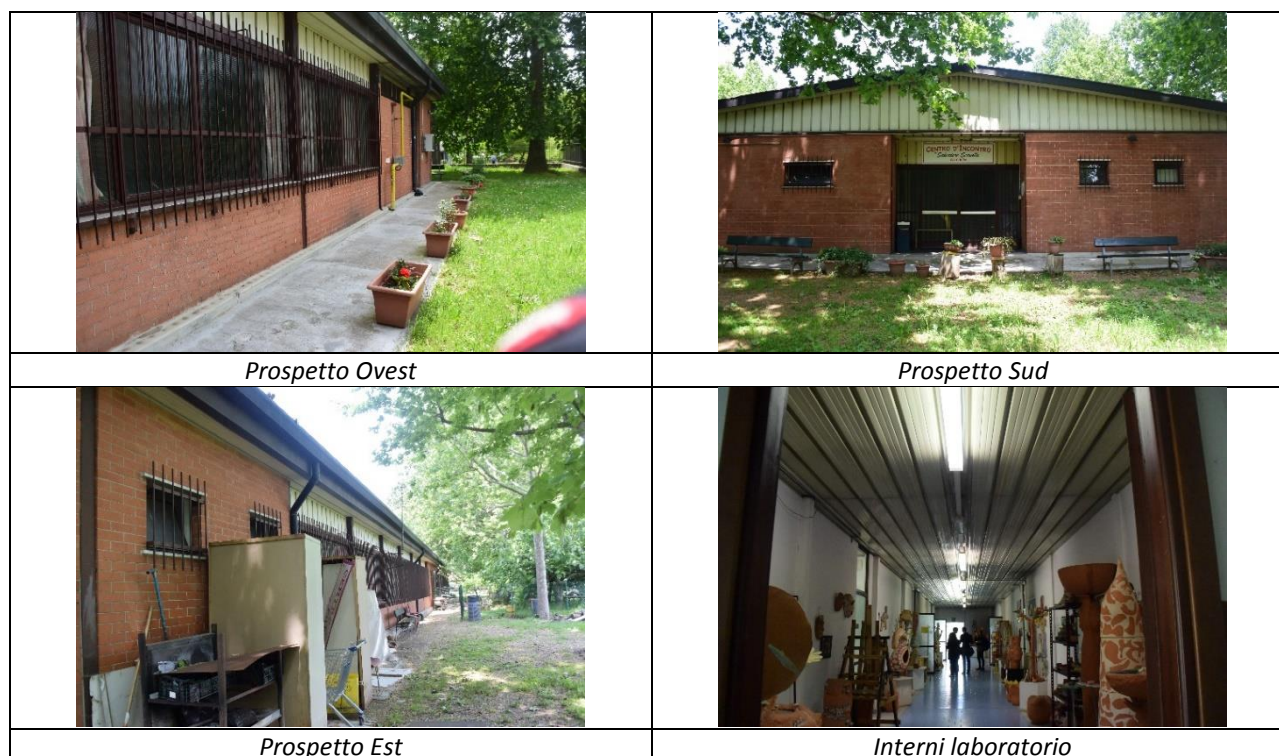 CENTRO D'INCONTRO
Prospetto Ovest
Prospetto Sud
Prospetto Est
Interni laboratorio